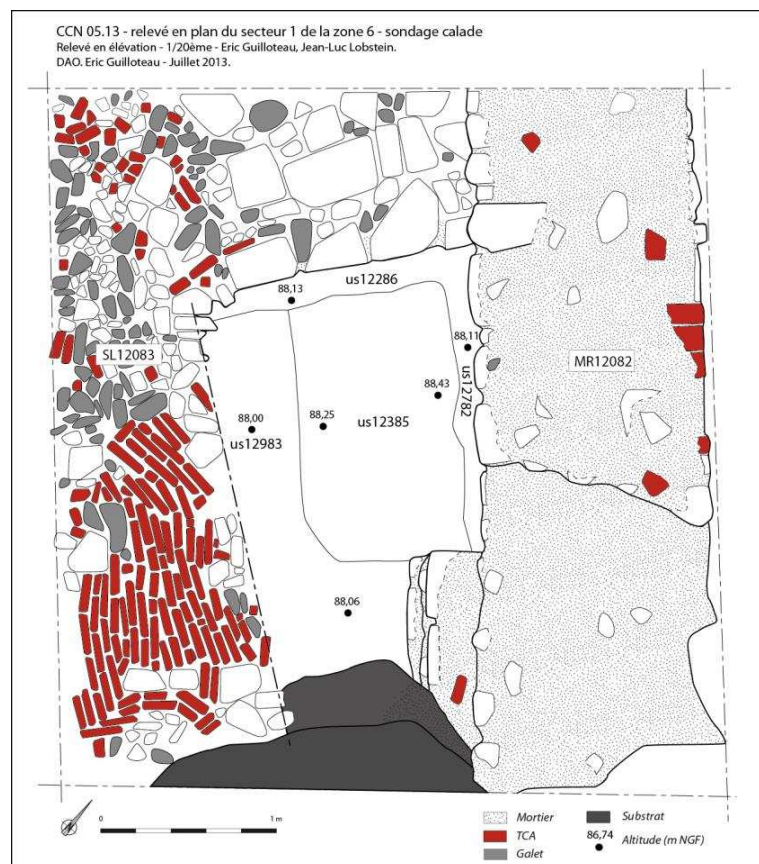 CCN 05.13 - relevé en plan du secteur 1 de la zone 6 - sondage calade
Relevé en élévation - 1/20ème - Eric Guilloteau, Jean-Luc Lobstein.
DAO. Eric Guilloteau - Juillet 2013.
us12286
88,13
88,11
SL12083
MR12082
us12782
88,43
88,00
88,25
us12385
us12983
88,06
0
1 m
Mortier
TCA
Galet
Substrat
86,74
Altitude (m NGF)